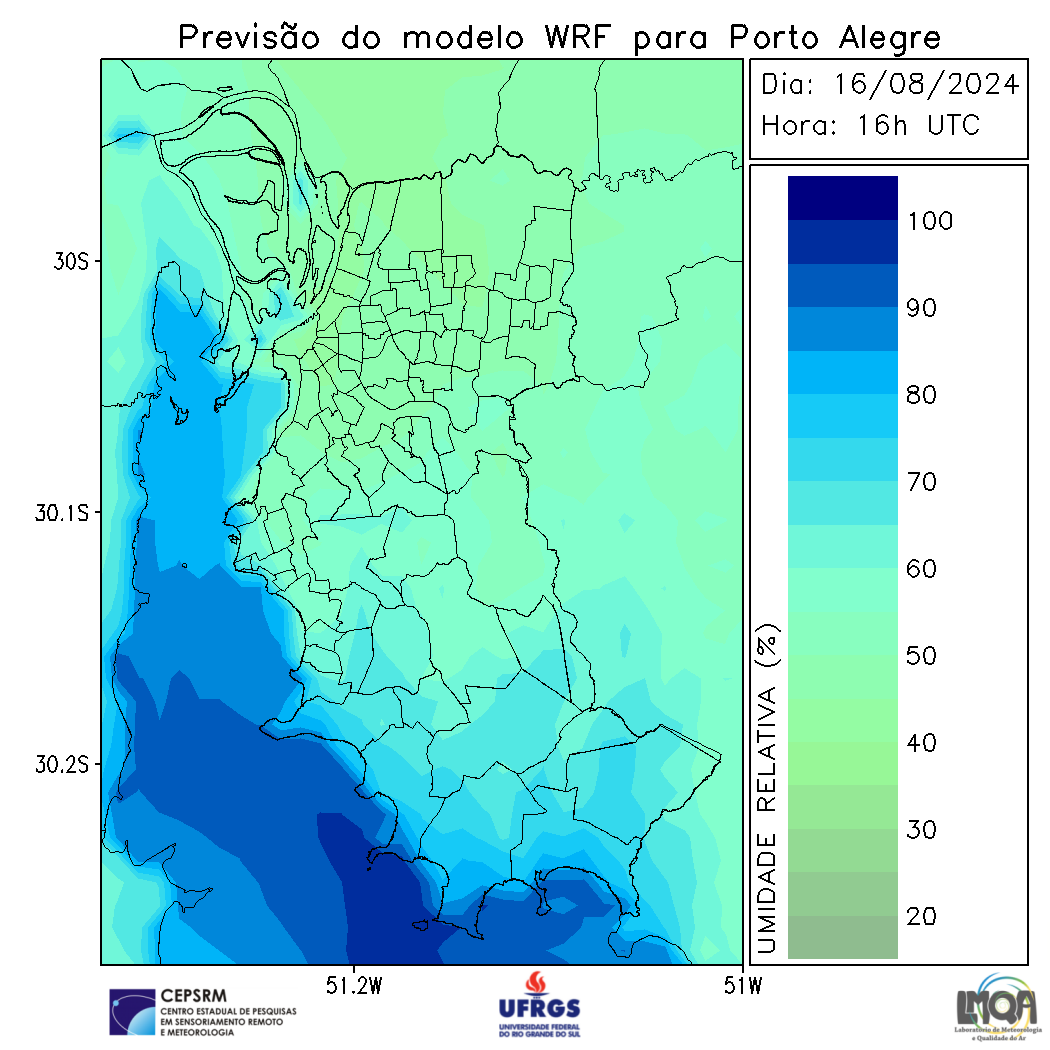 Previsão do modelo WRF para Porto Alegre
Dia: 16/08/2024
Hora: 16h UTC
30S
30.1S
30.2S
51.2W
51W
UMIDADE RELATIVA (%)
100
90
80
70
60
50
40
30
20
CEPSRM
CENTRO ESTADUAL DE PESQUISAS
EM SENSORIAMENTO REMOTO
E METEOROLOGIA
UFRGS
UNIVERSIDADE FEDERAL
DO RIO GRANDE DO SUL
LMQA
Laboratório de Meteorologia
e Qualidade do Ar